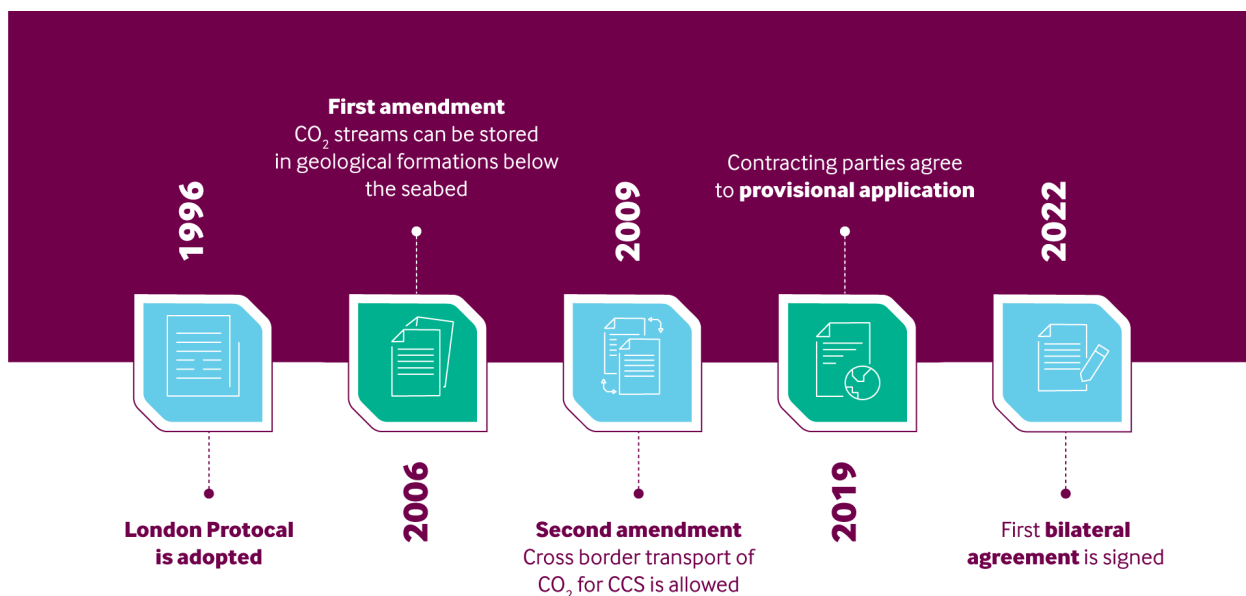 1996
London Protocal
is adopted
First amendment
CO₂ streams can be stored
in geological formations below
the seabed
2006
2009
Second amendment
Cross border transport of
CO₂ for CCS is allowed
Contracting parties agree
to provisional application
2019
2022
First bilateral
agreement is signed